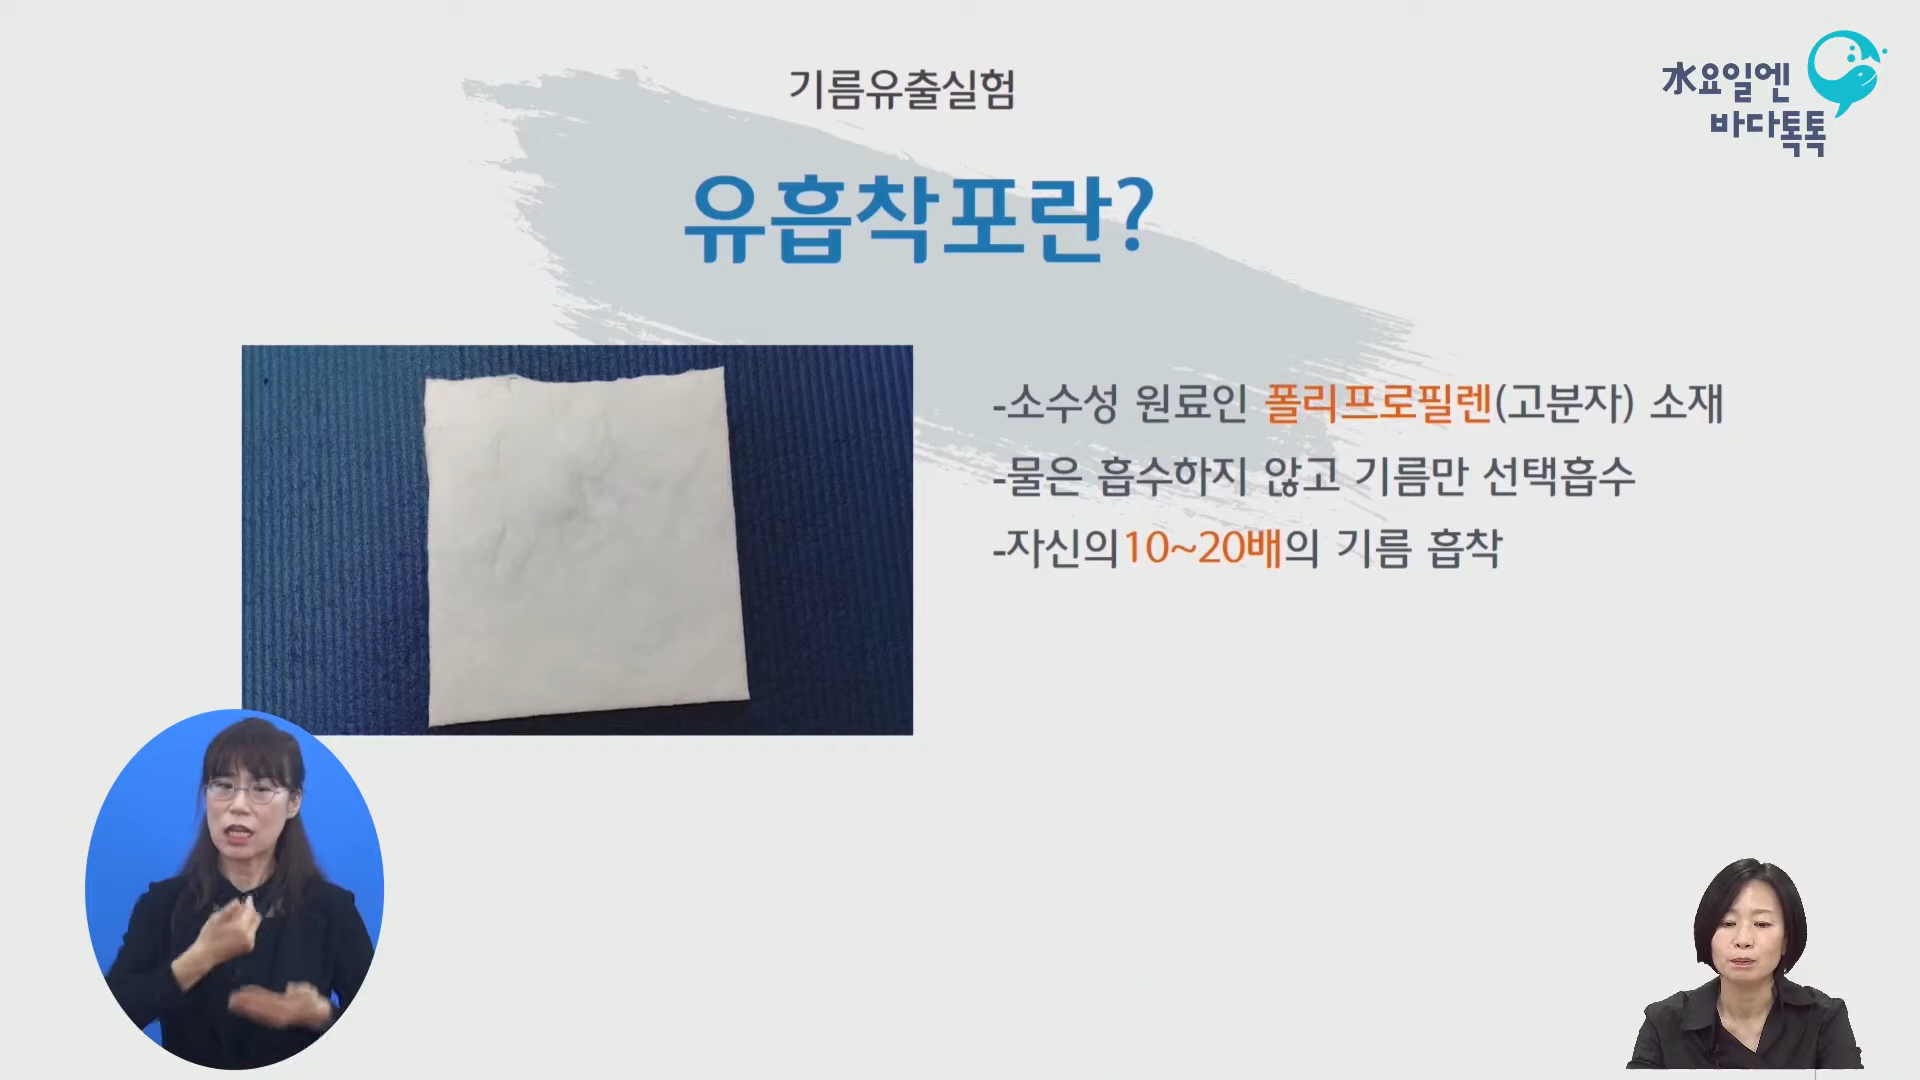 기름유출실험
水요일엔
바다톡톡
유흡착포란?
-소수성 원료인 폴리프로필렌(고분자) 소재
-물은 흡수하지 않고 기름만 선택흡수
-자신의10~20배의 기름 흡착